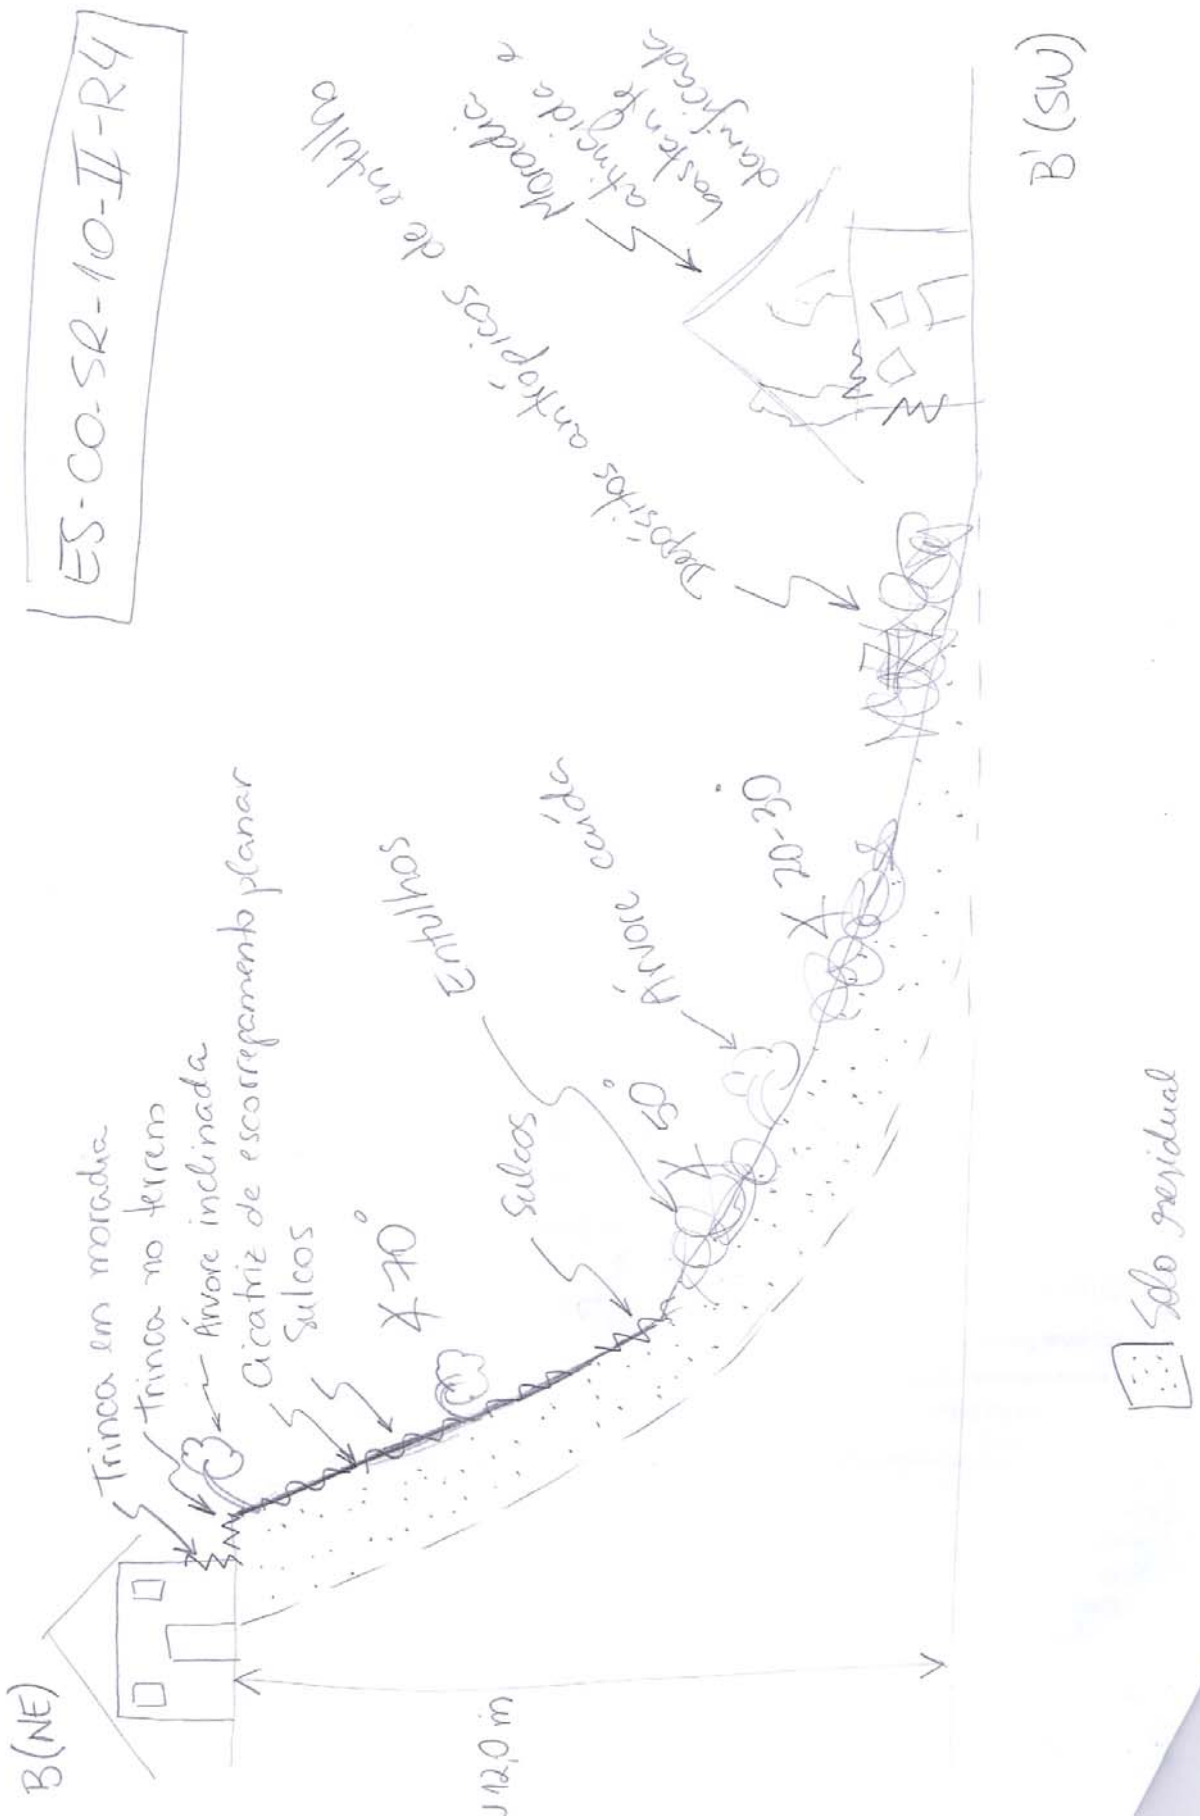 ES-CO-SR-10-II-R4
B (NE)
Trinca em moradia
Trinca no terreno
Árvore inclinada
Cicatriz de escorregamento planar
Sulcos
70°
Sulcos
Entulhos
50°
Árvore caída
20-30°
Depósitos antrópicos de entulho
Moradia
atingida e
bastante
danificada
12,0 m
B' (SW)
Solo residual